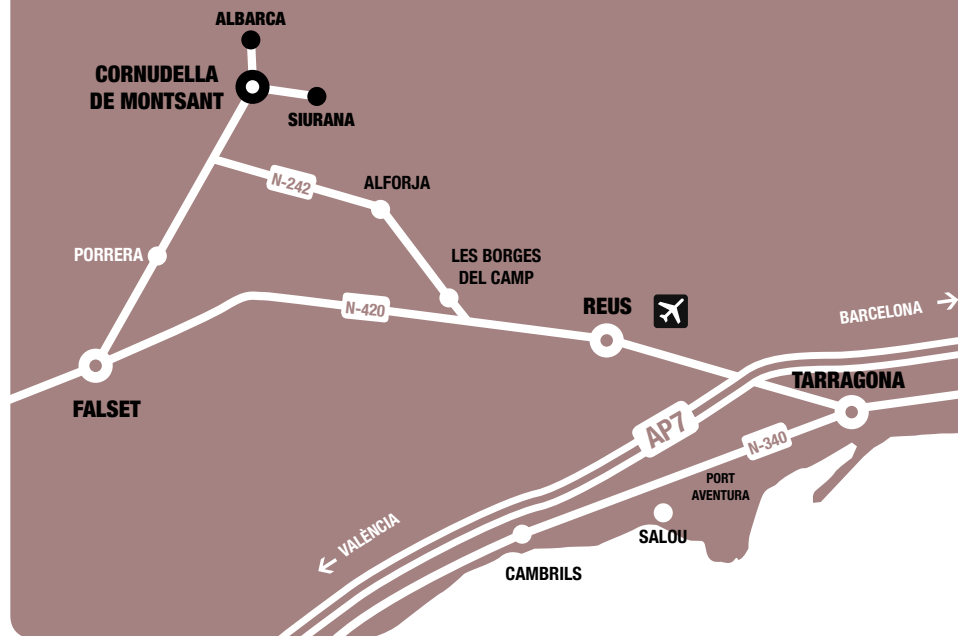 ALBARCA
CORNUDELLA
DE MONTSANT
SIURANA
N-242
ALFORJA
PORRERA
LES BORGES
DEL CAMP
N-420
REUS
BARCELONA
FALSET
TARRAGONA
AP7
N-340
PORT
AVENTURA
VALÈNCIA
SALOU
CAMBRILS